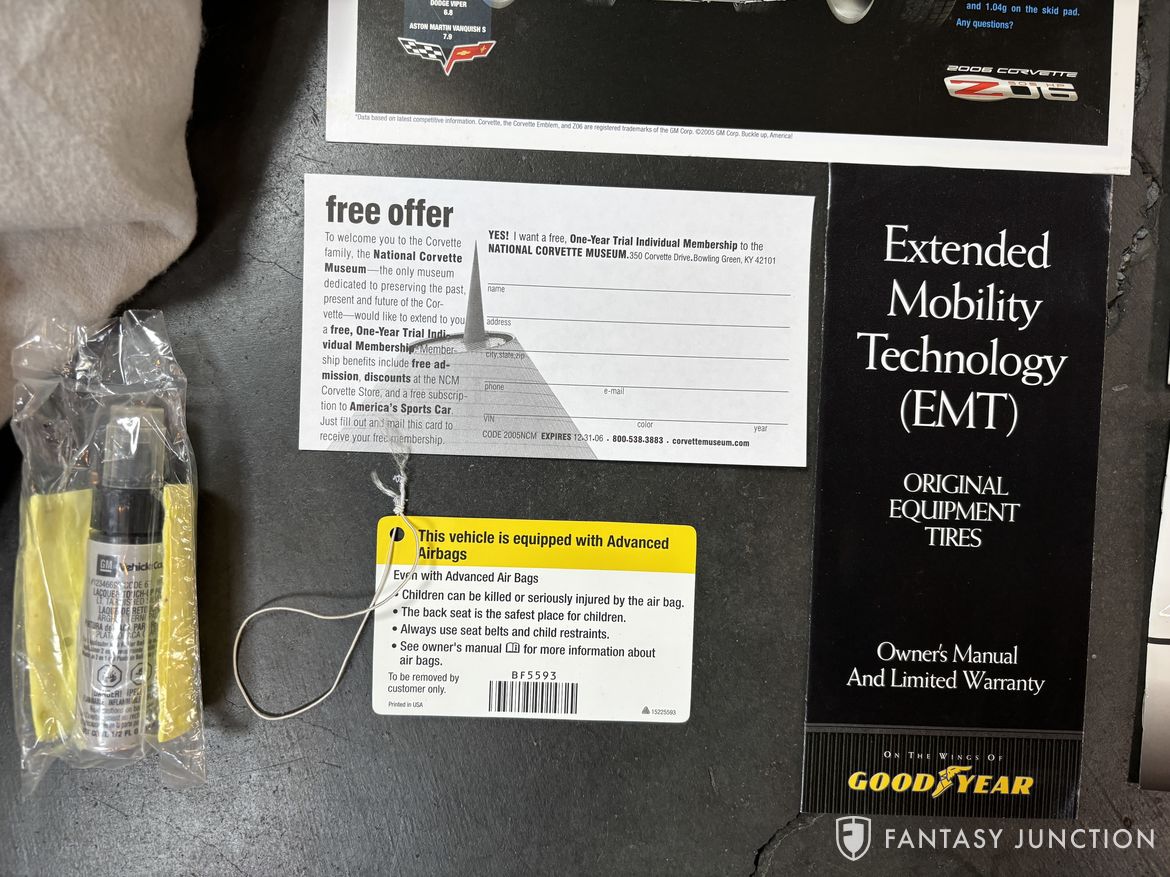 DODGE VIPER
6.8
ASTON MARTIN VANQUISH S
7.9
and 1.04g on the skid pad.
Any questions?
2006 CORVETTE
505 HP
Z06
*Data based on latest competitive information. Corvette, the Corvette Emblem, and Z06 are registered trademarks of the GM Corp. ©2005 GM Corp. Buckle up, America!
free offer
To welcome you to the Corvette
family, the National Corvette
Museum—the only museum
dedicated to preserving the past,
present and future of the Cor-
vette—would like to extend to you
a free, One-Year Trial Indi-
vidual Membership. Member-
ship benefits include free ad-
mission, discounts at the NCM
Corvette Store, and a free subscrip-
tion to America's Sports Car.
Just fill out and mail this card to
receive your free membership.
YES! I want a free, One-Year Trial Individual Membership to the
NATIONAL CORVETTE MUSEUM. 350 Corvette Drive. Bowling Green, KY 42101
name
address
city, state, zip
phone e-mail
VIN color year
CODE 2005NCM EXPIRES 12-31-06 • 800-538-3883 • corvettemuseum.com
Extended
Mobility
Technology
(EMT)
ORIGINAL
EQUIPMENT
TIRES
Owner's Manual
And Limited Warranty
ON THE WINGS OF
GOODYEAR
This vehicle is equipped with Advanced
Airbags
Even with Advanced Air Bags
• Children can be killed or seriously injured by the air bag.
• The back seat is the safest place for children.
• Always use seat belts and child restraints.
• See owner's manual for more information about
air bags.
To be removed by
customer only.
BF5593
Printed in USA
15225593
GM Vehicle
LACQUER TOUCH-UP
FANTASY JUNCTION